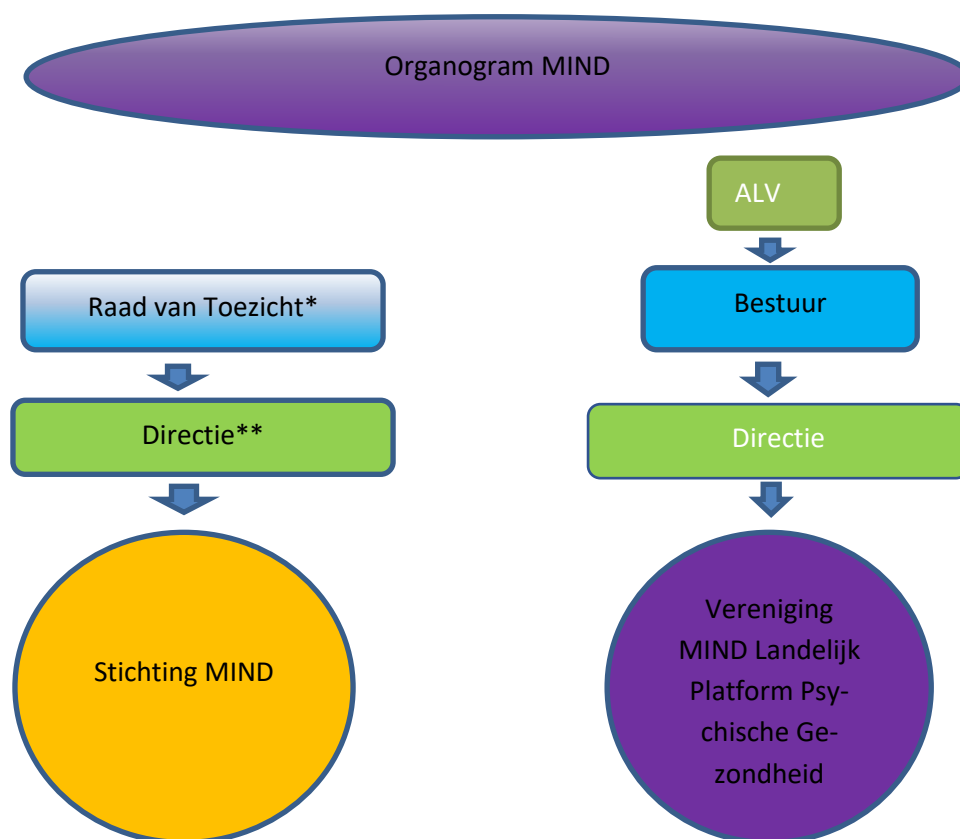 Organogram MIND
ALV
Raad van Toezicht*
Bestuur
Directie**
Directie
Stichting MIND
Vereniging
MIND Landelijk
Platform Psy-
chische Ge-
zondheid